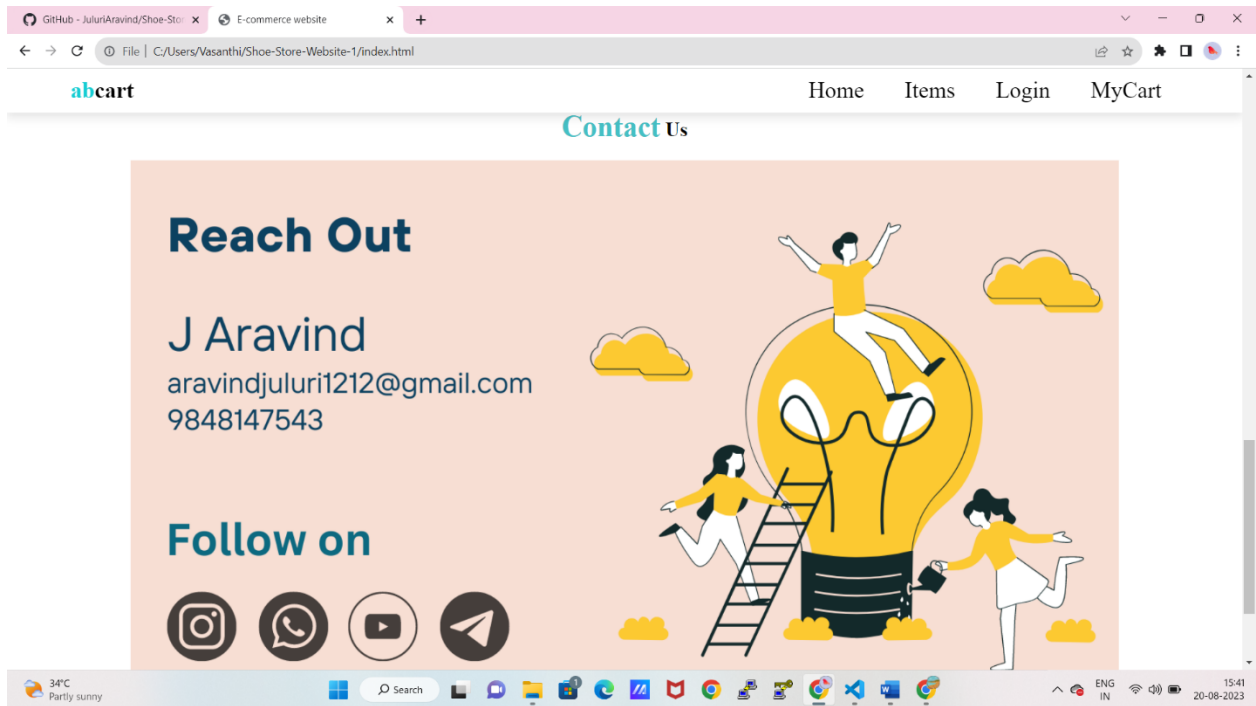 GitHub - JuluriAravind/Shoe-Stor
E-commerce website
File | C:/Users/Vasanthi/Shoe-Store-Website-1/index.html
abcart
Home Items Login MyCart
Contact Us
Reach Out
J Aravind
aravindjuluri1212@gmail.com
9848147543
Follow on
34°C
Partly sunny
Search
ENG
IN
15:41
20-08-2023